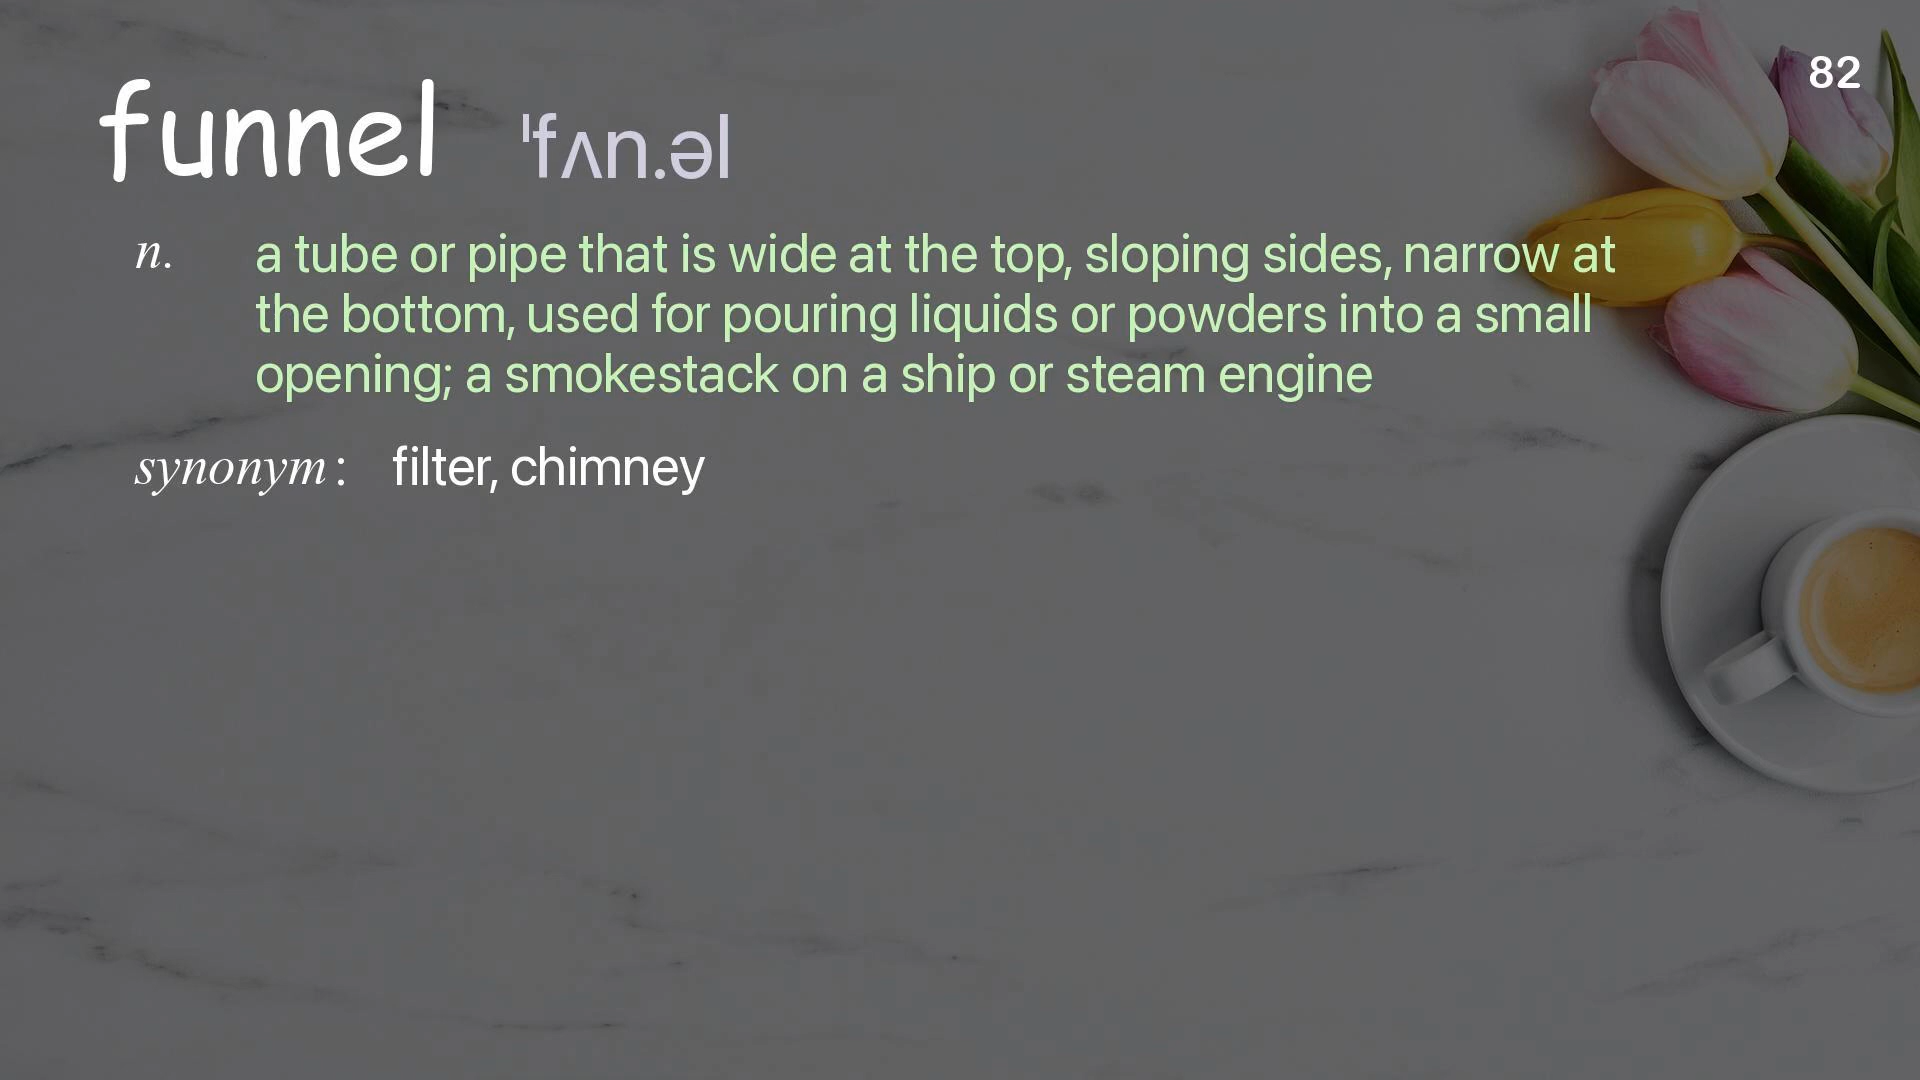 82
funnel ˈfʌn.əl
n. a tube or pipe that is wide at the top, sloping sides, narrow at
the bottom, used for pouring liquids or powders into a small
opening; a smokestack on a ship or steam engine
synonym: filter, chimney